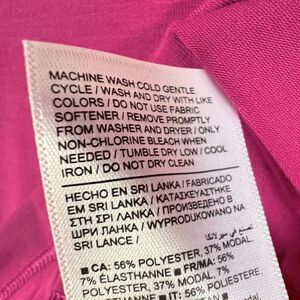 MACHINE WASH COLD GENTLE
CYCLE / WASH AND DRY WITH LIKE
COLORS / DO NOT USE FABRIC
SOFTENER / REMOVE PROMPTLY
FROM WASHER AND DRYER / ONLY
NON-CHLORINE BLEACH WHEN
NEEDED / TUMBLE DRY LOW / COOL
IRON / DO NOT DRY CLEAN
HECHO EN SRI LANKA / FABRICADO
EM SRI LANKA / ΚΑΤΑΣΚΕΥΑΣΤΗΚΕ
ΣΤΗ ΣΡΙ ΛΑΝΚΑ / ПРОИЗВЕДЕНО В
ШРИ ЛАНКА / WYPRODUKOWANO NA
SRI LANCE / صنع في سيرلانكا
CA: 56% POLYESTER, 37% MODAL,
7% ÉLASTHANNE FR/MA: 56%
POLYESTER, 37% MODAL, 7%
ÉLASTHANNE IT: 56% POLIESTERE,